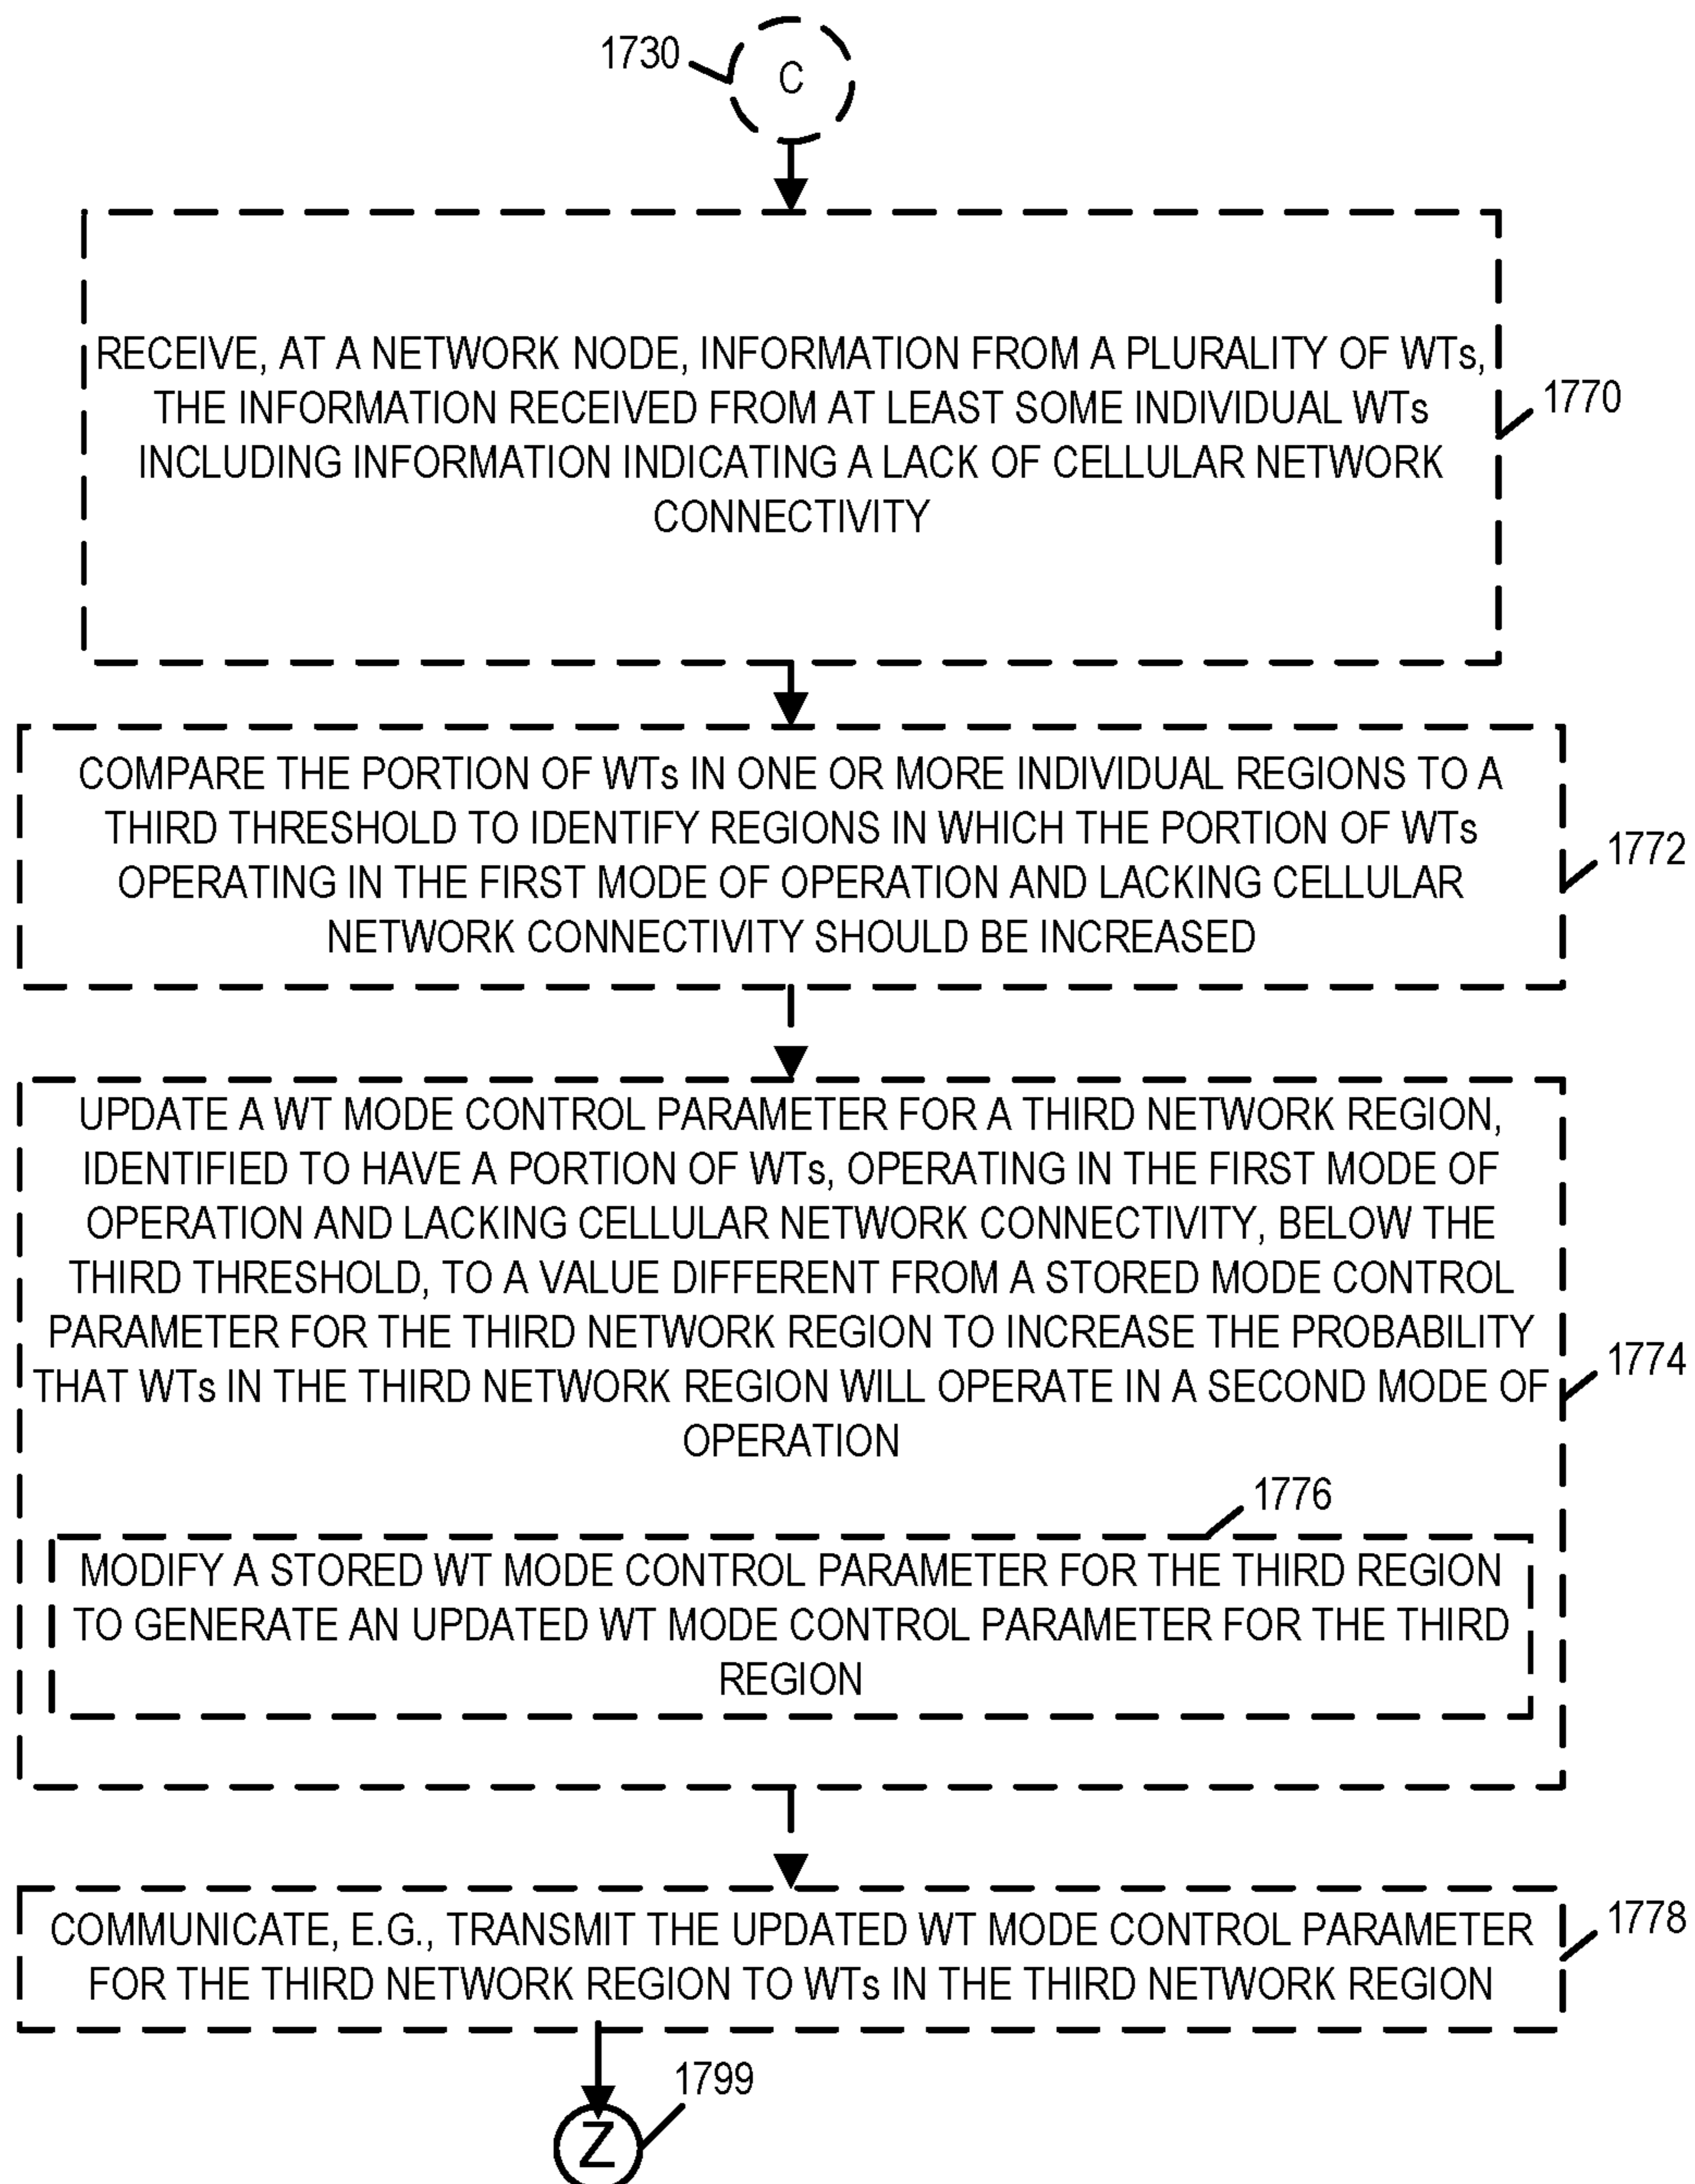 1730
C
RECEIVE, AT A NETWORK NODE, INFORMATION FROM A PLURALITY OF WTs,
THE INFORMATION RECEIVED FROM AT LEAST SOME INDIVIDUAL WTs
INCLUDING INFORMATION INDICATING A LACK OF CELLULAR NETWORK
CONNECTIVITY
1770
COMPARE THE PORTION OF WTs IN ONE OR MORE INDIVIDUAL REGIONS TO A
THIRD THRESHOLD TO IDENTIFY REGIONS IN WHICH THE PORTION OF WTs
OPERATING IN THE FIRST MODE OF OPERATION AND LACKING CELLULAR
NETWORK CONNECTIVITY SHOULD BE INCREASED
1772
UPDATE A WT MODE CONTROL PARAMETER FOR A THIRD NETWORK REGION,
IDENTIFIED TO HAVE A PORTION OF WTs, OPERATING IN THE FIRST MODE OF
OPERATION AND LACKING CELLULAR NETWORK CONNECTIVITY, BELOW THE
THIRD THRESHOLD, TO A VALUE DIFFERENT FROM A STORED MODE CONTROL
PARAMETER FOR THE THIRD NETWORK REGION TO INCREASE THE PROBABILITY
THAT WTs IN THE THIRD NETWORK REGION WILL OPERATE IN A SECOND MODE OF
OPERATION
1774
1776
MODIFY A STORED WT MODE CONTROL PARAMETER FOR THE THIRD REGION
TO GENERATE AN UPDATED WT MODE CONTROL PARAMETER FOR THE THIRD
REGION
COMMUNICATE, E.G., TRANSMIT THE UPDATED WT MODE CONTROL PARAMETER
FOR THE THIRD NETWORK REGION TO WTs IN THE THIRD NETWORK REGION
1778
1799
Z